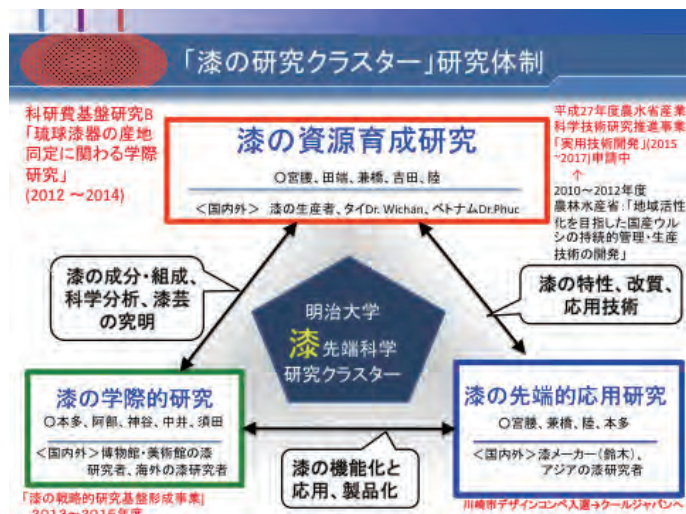 「漆の研究クラスター」研究体制
科研費基盤研究B
「琉球漆器の産地
同定に関わる学際
研究」
(2012 ～2014)
漆の資源育成研究
○宮腰、田端、兼橋、吉田、陸
＜国内外＞ 漆の生産者、タイDr. Wichan、ベトナムDr.Phuc
平成27年度農水省産業
科学技術研究推進事業
「実用技術開発」(2015
~2017)申請中
↑
2010～2012年度
農林水産省：「地域活性
化を目指した国産ウル
シの持続的管理・生産
技術の開発」
漆の成分・組成、
科学分析、漆芸
の究明
漆の特性、改質、
応用技術
明治大学
漆先端科学
研究クラスター
漆の学際的研究
○本多、阿部、神谷、中井、須田
＜国内外＞博物館・美術館の漆
研究者、海外の漆研究者
漆の先端的応用研究
○宮腰、兼橋、陸、本多
＜国内外＞漆メーカー（鈴木）、
アジアの漆研究者
漆の機能化と
応用、製品化
「漆の戦略的研究基盤形成事業」
川崎市デザインコンペ入選→クールジャパンへ